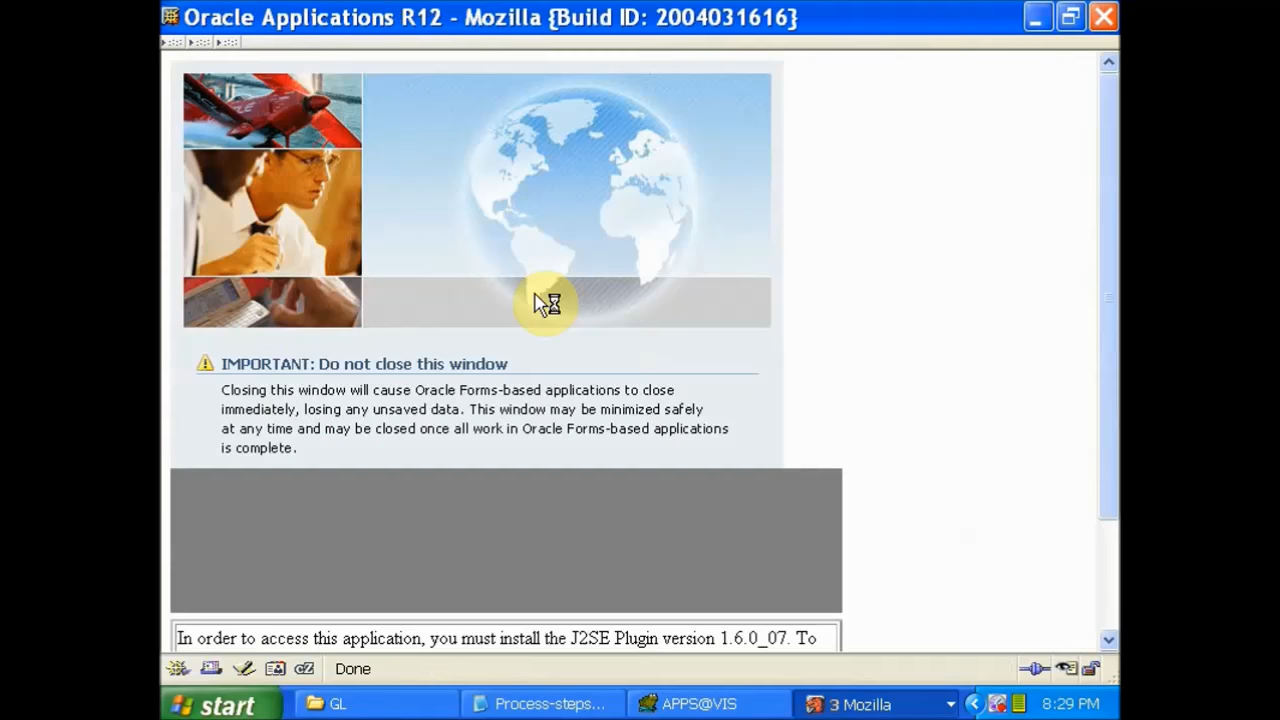 Oracle Applications R12 - Mozilla {Build ID: 2004031616}
IMPORTANT: Do not close this window
Closing this window will cause Oracle Forms-based applications to close
immediately, losing any unsaved data. This window may be minimized safely
at any time and may be closed once all work in Oracle Forms-based applications
is complete.
In order to access this application, you must install the J2SE Plugin version 1.6.0_07. To
Done
start
GL
Process-steps...
APPS@VIS
3 Mozilla
8:29 PM